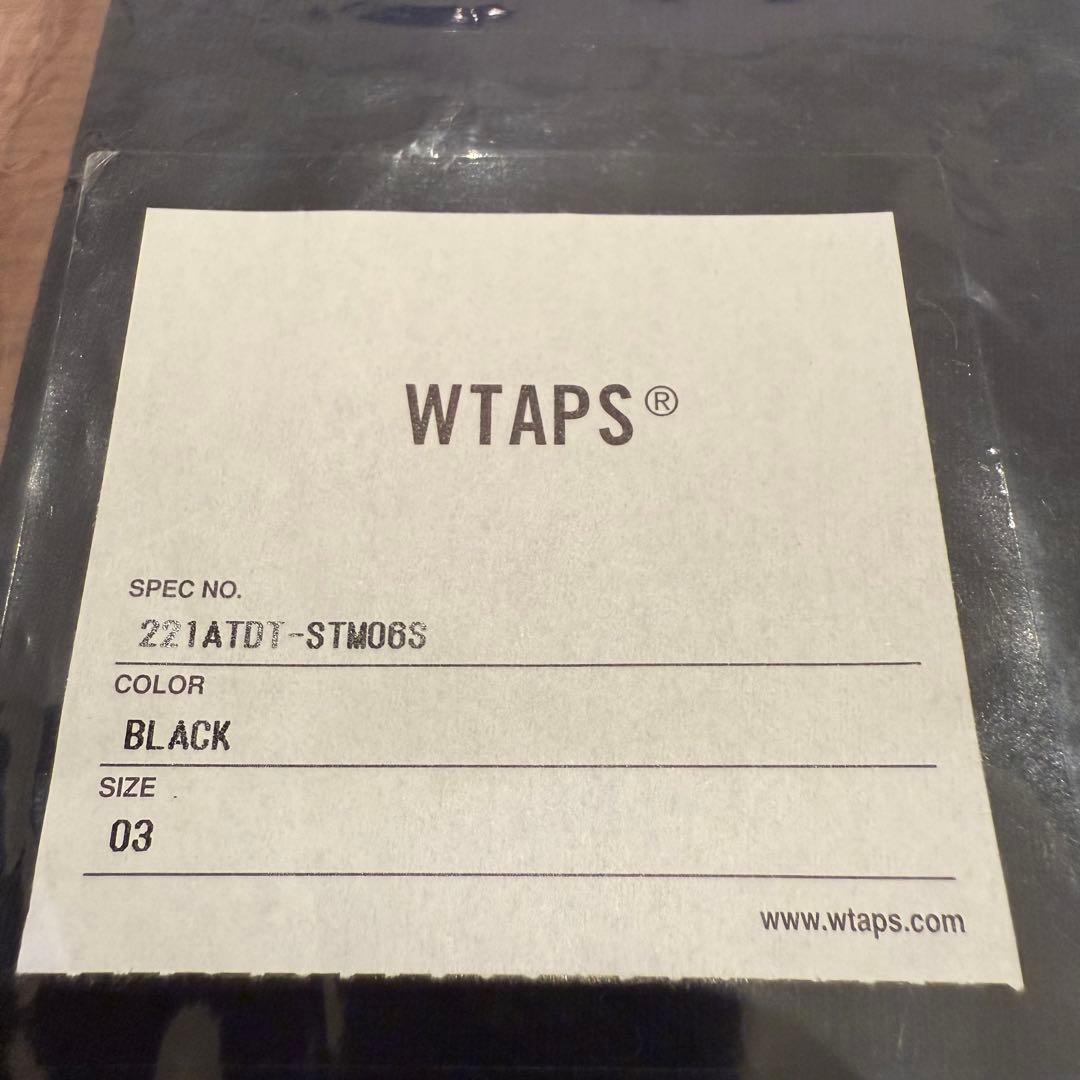 WTAPS®
SPEC NO.
221ATDT-STM06S
COLOR
BLACK
SIZE
03
www.wtaps.com